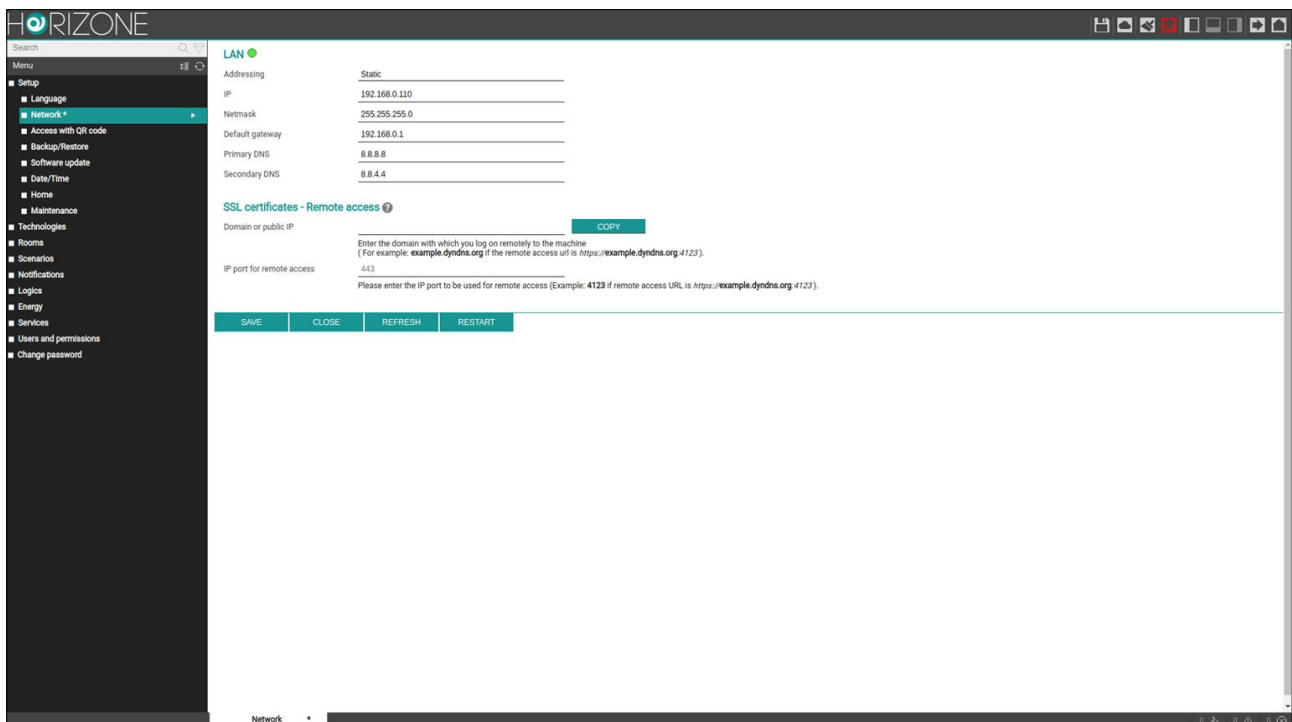 HORIZONE
Search
Menu
Setup
Language
Network *
Access with QR code
Backup/Restore
Software update
Date/Time
Home
Maintenance
Technologies
Rooms
Scenarios
Notifications
Logics
Energy
Services
Users and permissions
Change password
LAN
Addressing Static
IP 192.168.0.110
Netmask 255.255.255.0
Default gateway 192.168.0.1
Primary DNS 8.8.8.8
Secondary DNS 8.8.4.4
SSL certificates - Remote access ?
Domain or public IP COPY
Enter the domain with which you log on remotely to the machine
( For example: example.dyndns.org if the remote access url is https://example.dyndns.org:4123 ).
IP port for remote access 443
Please enter the IP port to be used for remote access (Example: 4123 if remote access URL is https://example.dyndns.org:4123 ).
SAVE CLOSE REFRESH RESTART
Network *